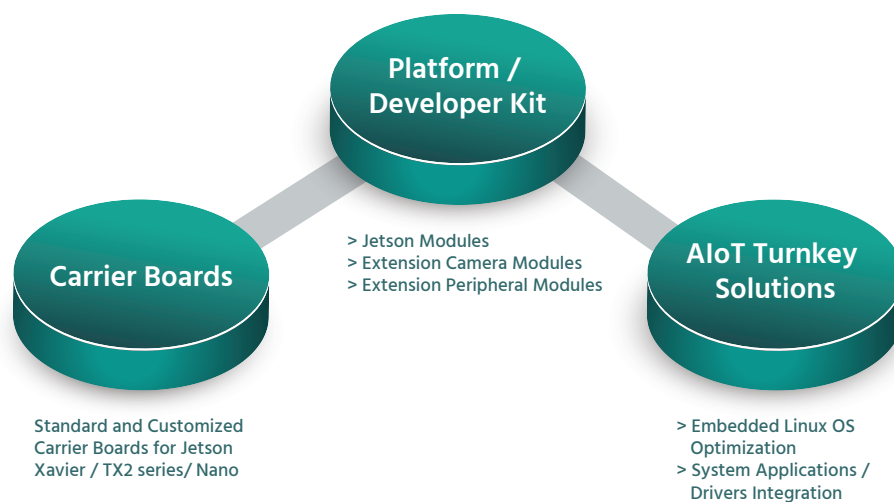 Platform /
Developer Kit
> Jetson Modules
> Extension Camera Modules
> Extension Peripheral Modules
Carrier Boards
Standard and Customized
Carrier Boards for Jetson
Xavier / TX2 series/ Nano
AIoT Turnkey
Solutions
> Embedded Linux OS
Optimization
> System Applications /
Drivers Integration